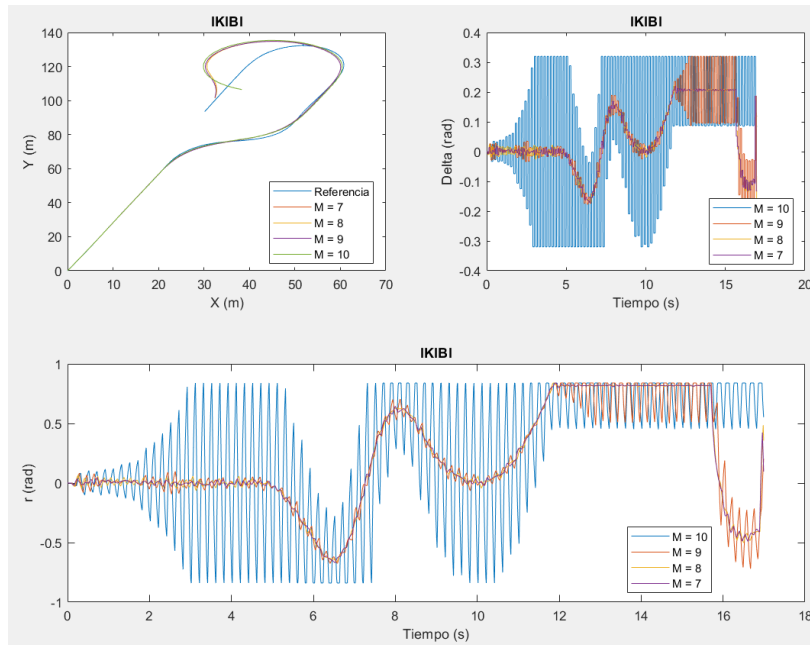 IKIBI
140
120
100
80
60
40
20
0
Y (m)
0 10 20 30 40 50 60 70
X (m)
Referencia
M = 7
M = 8
M = 9
M = 10
IKIBI
0.4
0.3
0.2
0.1
0
-0.1
-0.2
-0.3
-0.4
Delta (rad)
0 5 10 15 20
Tiempo (s)
M = 10
M = 9
M = 8
M = 7
IKIBI
1
0.5
0
-0.5
-1
r (rad)
0 2 4 6 8 10 12 14 16 18
Tiempo (s)
M = 10
M = 9
M = 8
M = 7